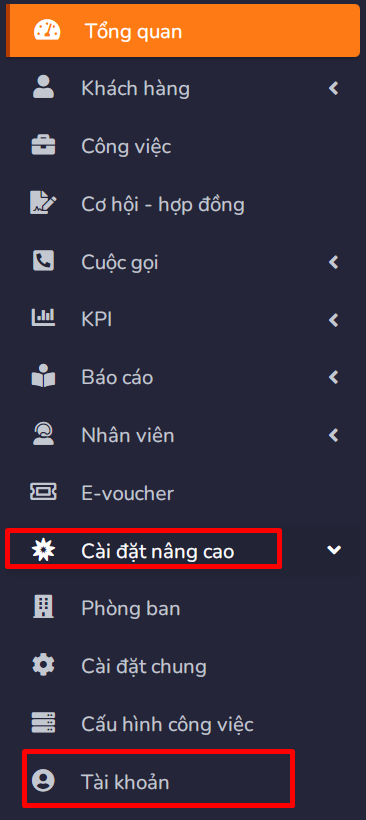 Tổng quan
Khách hàng
Công việc
Cơ hội - hợp đồng
Cuộc gọi
KPI
Báo cáo
Nhân viên
E-voucher
Cài đặt nâng cao
Phòng ban
Cài đặt chung
Cấu hình công việc
Tài khoản